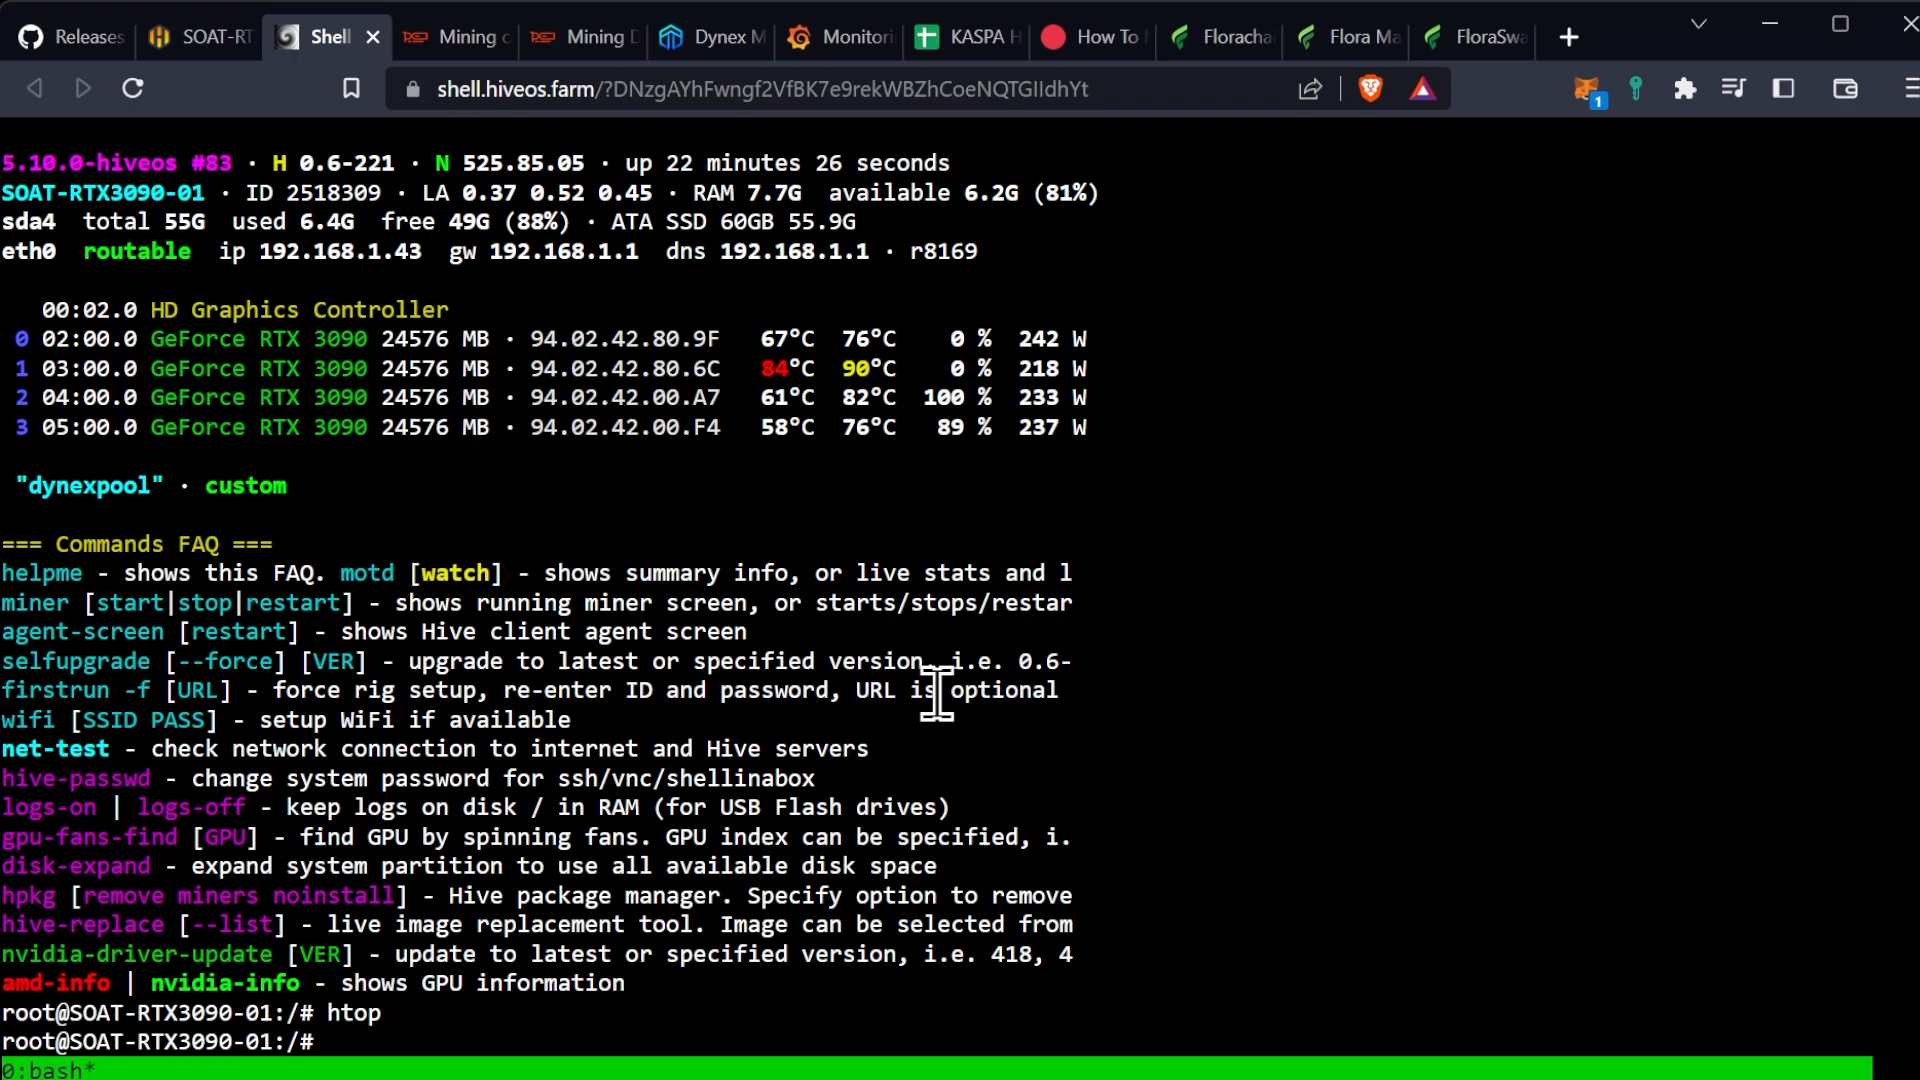 Releases
SOAT-RT
Shell
Mining c
Mining D
Dynex M
Monitori
KASPA H
How To
Florachai
Flora Ma
FloraSwa
shell.hiveos.farm/?DNzgAYhFwngf2VfBK7e9rekWBZhCoeNQTGIIdhYt
1
5.10.0-hiveos #83 · H 0.6-221 · N 525.85.05 · up 22 minutes 26 seconds
SOAT-RTX3090-01 · ID 2518309 · LA 0.37 0.52 0.45 · RAM 7.7G available 6.2G (81%)
sda4 total 55G used 6.4G free 49G (88%) · ATA SSD 60GB 55.9G
eth0 routable ip 192.168.1.43 gw 192.168.1.1 dns 192.168.1.1 · r8169
00:02.0 HD Graphics Controller
0 02:00.0 GeForce RTX 3090 24576 MB · 94.02.42.80.9F 67°C 76°C 0 % 242 W
1 03:00.0 GeForce RTX 3090 24576 MB · 94.02.42.80.6C 84°C 90°C 0 % 218 W
2 04:00.0 GeForce RTX 3090 24576 MB · 94.02.42.00.A7 61°C 82°C 100 % 233 W
3 05:00.0 GeForce RTX 3090 24576 MB · 94.02.42.00.F4 58°C 76°C 89 % 237 W
"dynexpool" · custom
=== Commands FAQ ===
helpme - shows this FAQ. motd [watch] - shows summary info, or live stats and l
miner [start|stop|restart] - shows running miner screen, or starts/stops/restar
agent-screen [restart] - shows Hive client agent screen
selfupgrade [--force] [VER] - upgrade to latest or specified version, i.e. 0.6-
firstrun -f [URL] - force rig setup, re-enter ID and password, URL is optional
wifi [SSID PASS] - setup WiFi if available
net-test - check network connection to internet and Hive servers
hive-passwd - change system password for ssh/vnc/shellinabox
logs-on | logs-off - keep logs on disk / in RAM (for USB Flash drives)
gpu-fans-find [GPU] - find GPU by spinning fans. GPU index can be specified, i.
disk-expand - expand system partition to use all available disk space
hpkg [remove miners noinstall] - Hive package manager. Specify option to remove
hive-replace [--list] - live image replacement tool. Image can be selected from
nvidia-driver-update [VER] - update to latest or specified version, i.e. 418, 4
amd-info | nvidia-info - shows GPU information
root@SOAT-RTX3090-01:/# htop
root@SOAT-RTX3090-01:/#
0:bash*